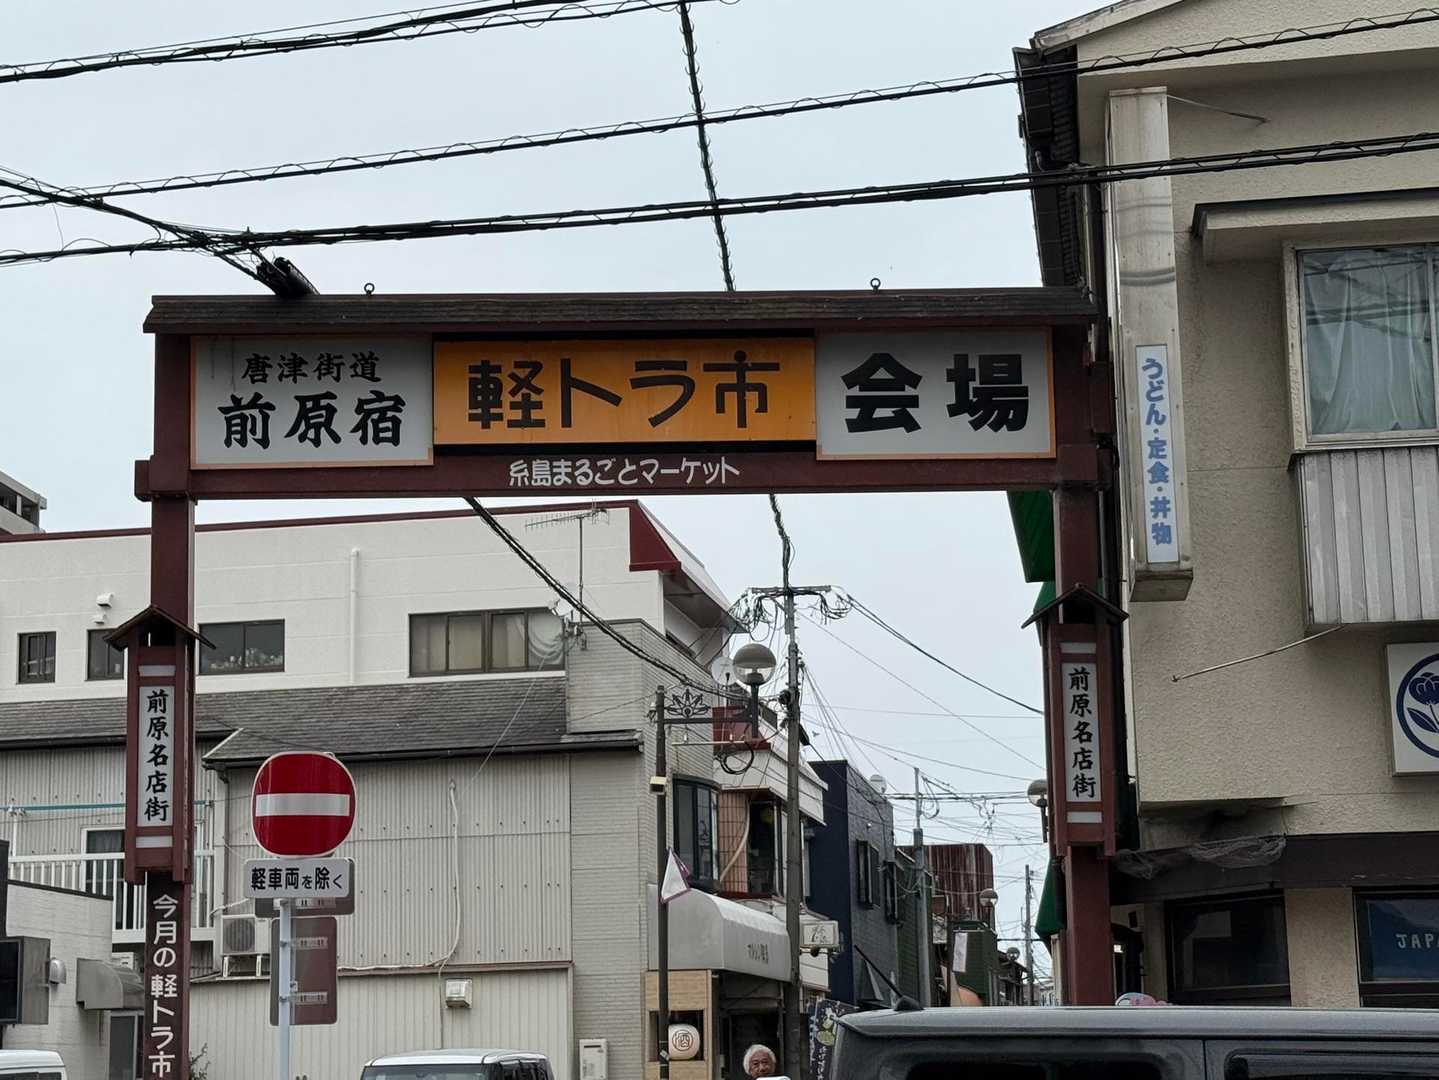 唐津街道
前原宿
軽トラ市
会場
糸島まるごとマーケット
うどん・定食・丼物
前原名店街
前原名店街
軽車両を除く
今月の軽トラ市
酒
JAPA